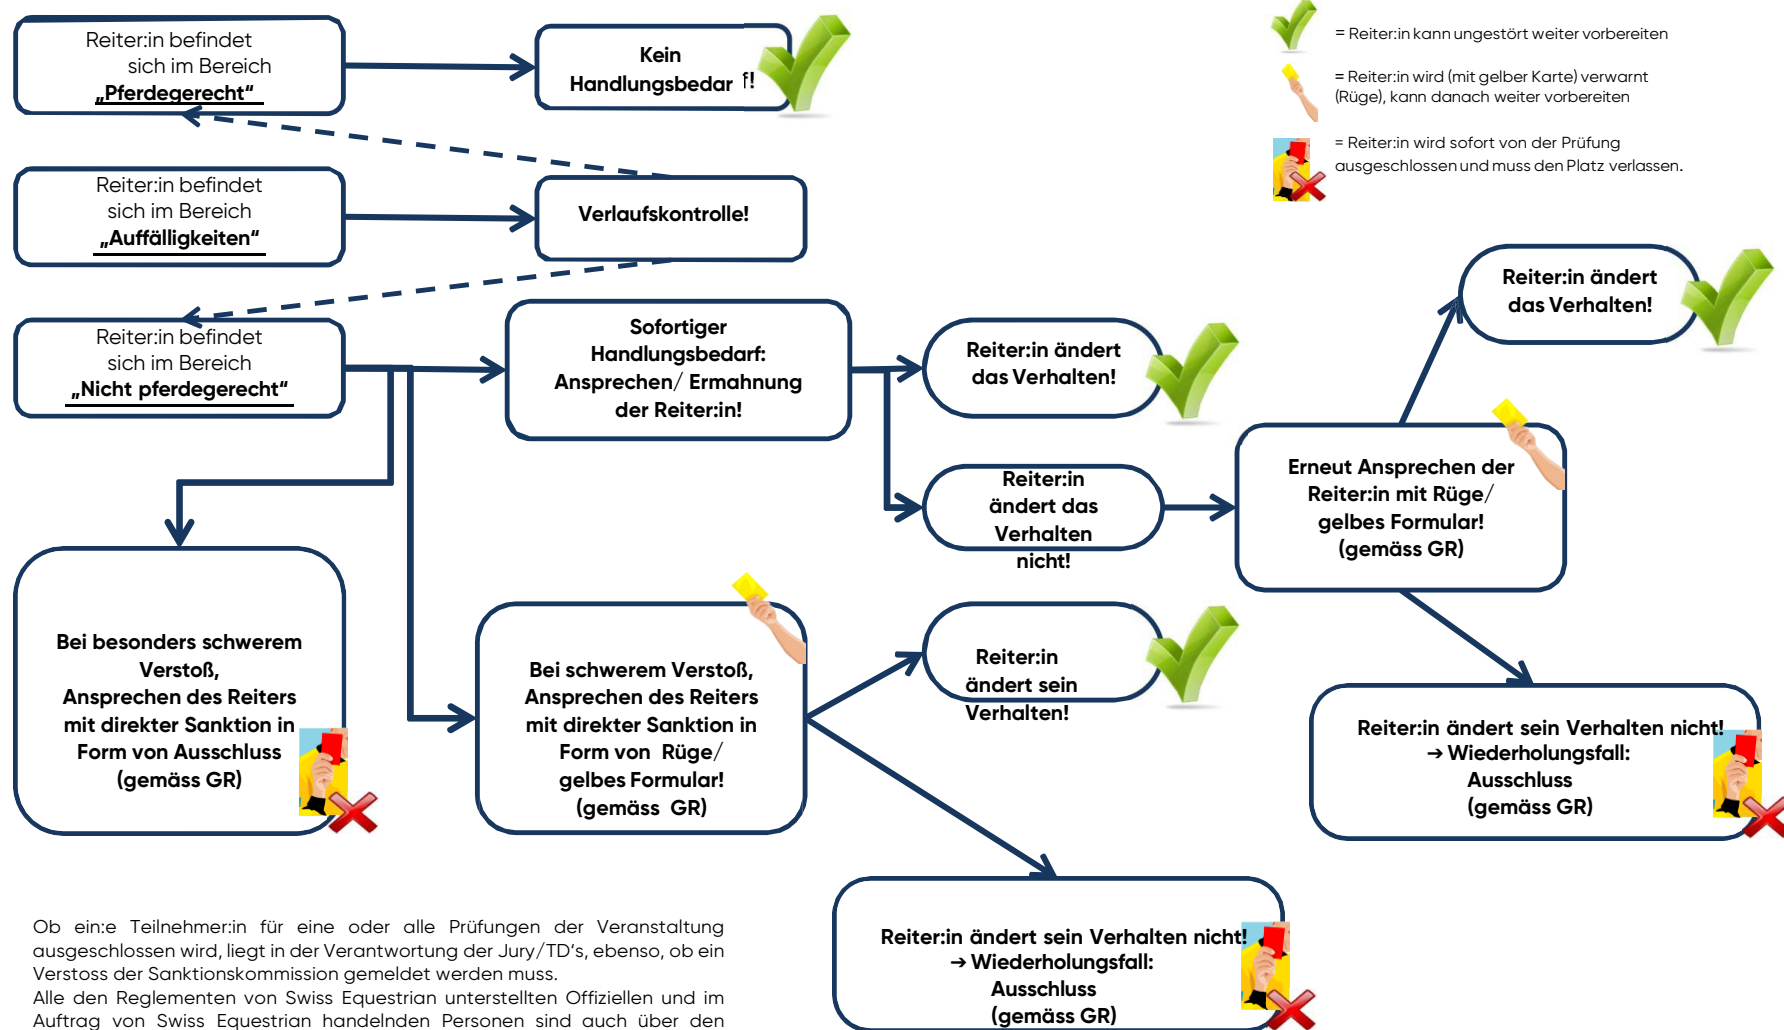 Reiter:in befindet
sich im Bereich
„Pferdegerecht“
Kein
Handlungsbedarf!
= Reiter:in kann ungestört weiter vorbereiten
= Reiter:in wird (mit gelber Karte) verwarnt
(Rüge), kann danach weiter vorbereiten
= Reiter:in wird sofort von der Prüfung
ausgeschlossen und muss den Platz verlassen.
Reiter:in befindet
sich im Bereich
„Auffälligkeiten“
Verlaufskontrolle!
Reiter:in befindet
sich im Bereich
„Nicht pferdegerecht“
Sofortiger
Handlungsbedarf:
Ansprechen/ Ermahnung
der Reiter:in!
Reiter:in ändert
das Verhalten!
Reiter:in
ändert das
Verhalten
nicht!
Erneut Ansprechen der
Reiter:in mit Rüge/
gelbes Formular!
(gemäss GR)
Reiter:in ändert
das Verhalten!
Reiter:in ändert sein Verhalten nicht!
→ Wiederholungsfall:
Ausschluss
(gemäss GR)
Bei besonders schwerem
Verstoß,
Ansprechen des Reiters
mit direkter Sanktion in
Form von Ausschluss
(gemäss GR)
Bei schwerem Verstoß,
Ansprechen des Reiters
mit direkter Sanktion in
Form von Rüge/
gelbes Formular!
(gemäss GR)
Reiter:in
ändert sein
Verhalten!
Reiter:in ändert sein Verhalten nicht!
→ Wiederholungsfall:
Ausschluss
(gemäss GR)
Ob ein:e Teilnehmer:in für eine oder alle Prüfungen der Veranstaltung
ausgeschlossen wird, liegt in der Verantwortung der Jury/TD‘s, ebenso, ob ein
Verstoss der Sanktionskommission gemeldet werden muss.
Alle den Reglementen von Swiss Equestrian unterstellten Offiziellen und im
Auftrag von Swiss Equestrian handelnden Personen sind auch über den